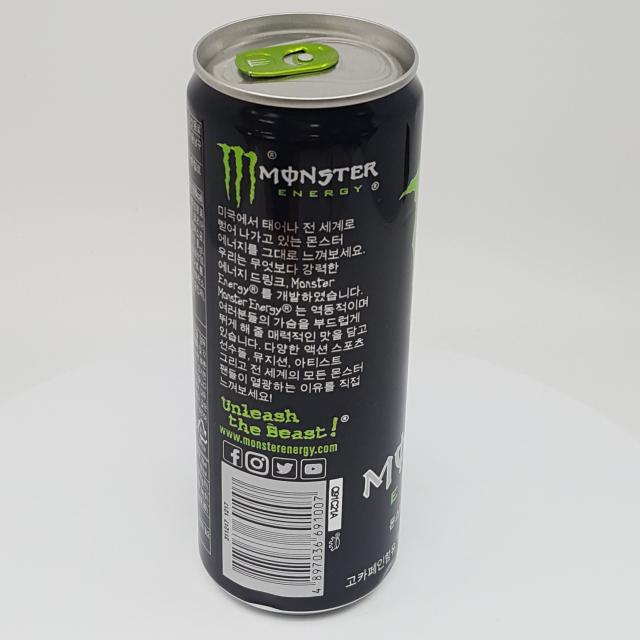 MONSTER
ENERGY
미국에서 태어나 전 세계로
뻗어 나가고 있는 몬스터
에너지를 그대로 느껴보세요.
우리는 무엇보다 강력한
에너지 드링크, Monster
Energy® 를 개발하였습니다.
Monster Energy® 는 역동적이며
여러분들의 가슴을 부드럽게
뛰게 해 줄 매력적인 맛을 담고
있습니다. 다양한 액션 스포츠
선수들, 뮤지션, 아티스트
그리고 전 세계의 모든 몬스터
팬들이 열광하는 이유를 직접
느껴보세요!
Unleash
the Beast!®
www.monsterenergy.com
4 897036 691007
고카페인함유